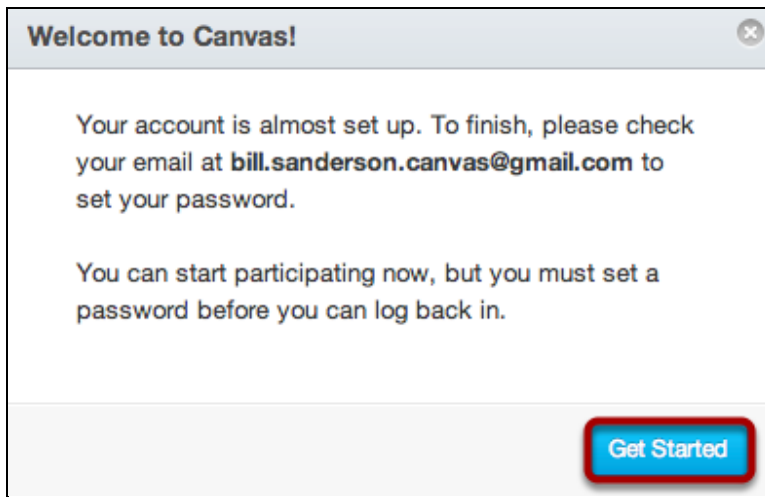 Welcome to Canvas!
Your account is almost set up. To finish, please check
your email at bill.sanderson.canvas@gmail.com to
set your password.
You can start participating now, but you must set a
password before you can log back in.
Get Started